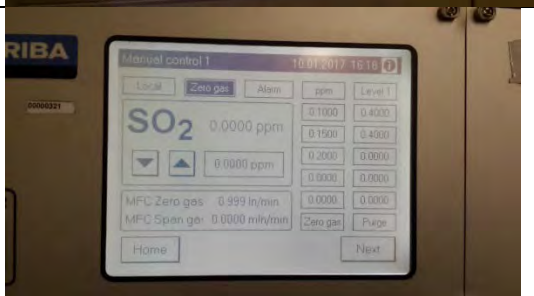 RIBA
00000321
Manual control 1 10.01.2017 16:16
Local Zero gas Alarm ppm Level 1
SO2 0.0000 ppm
0.1000 0.4000
0.1500 0.4000
0.0000 ppm
0.2000 0.0000
0.0000 0.0000
MFC Zero gas 0.999 ln/min 0.0000 0.0000
MFC Span gas 0.0000 mln/min Zero gas Purge
Home Next